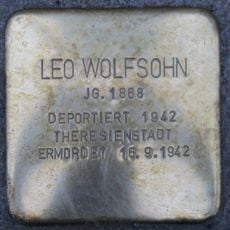 LEO WOLFSOHN
JG. 1868
DEPORTIERT 1942
THERESIENSTADT
ERMORDET 16.9.1942